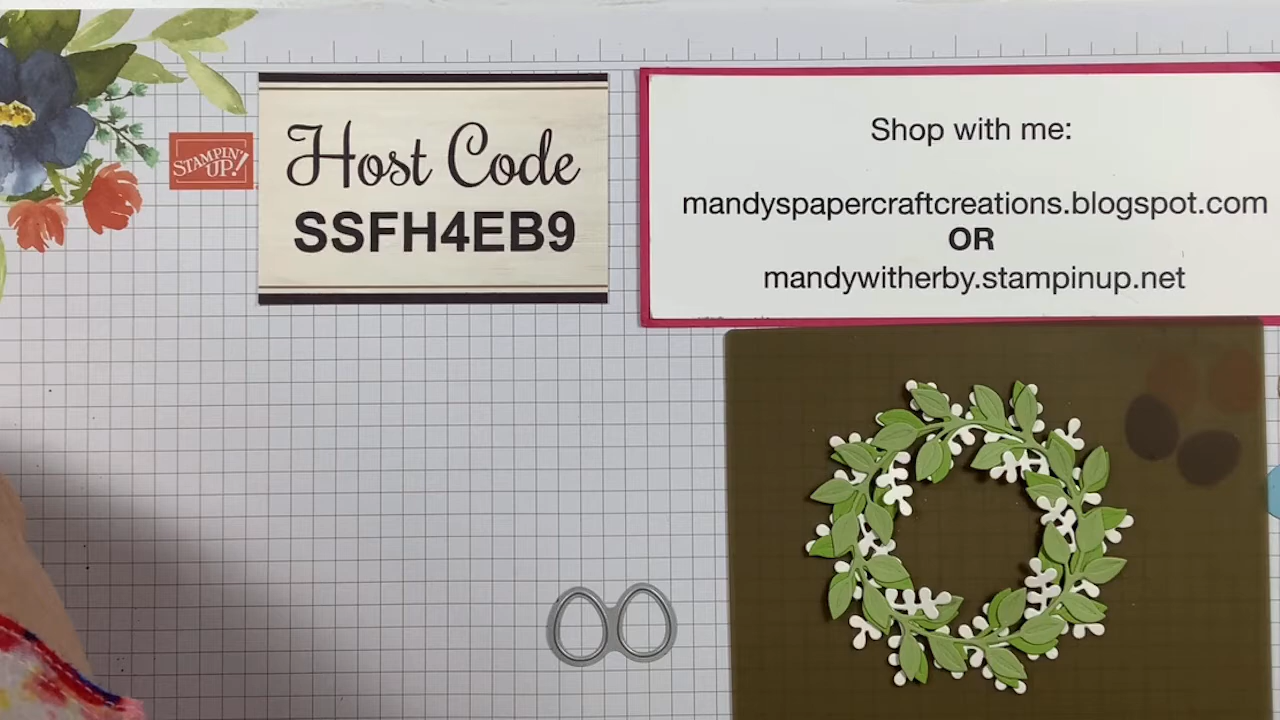 STAMPIN' UP!
Host Code
SSFH4EB9
Shop with me:
mandyspapercraftcreations.blogspot.com
OR
mandywitherby.stampinup.net